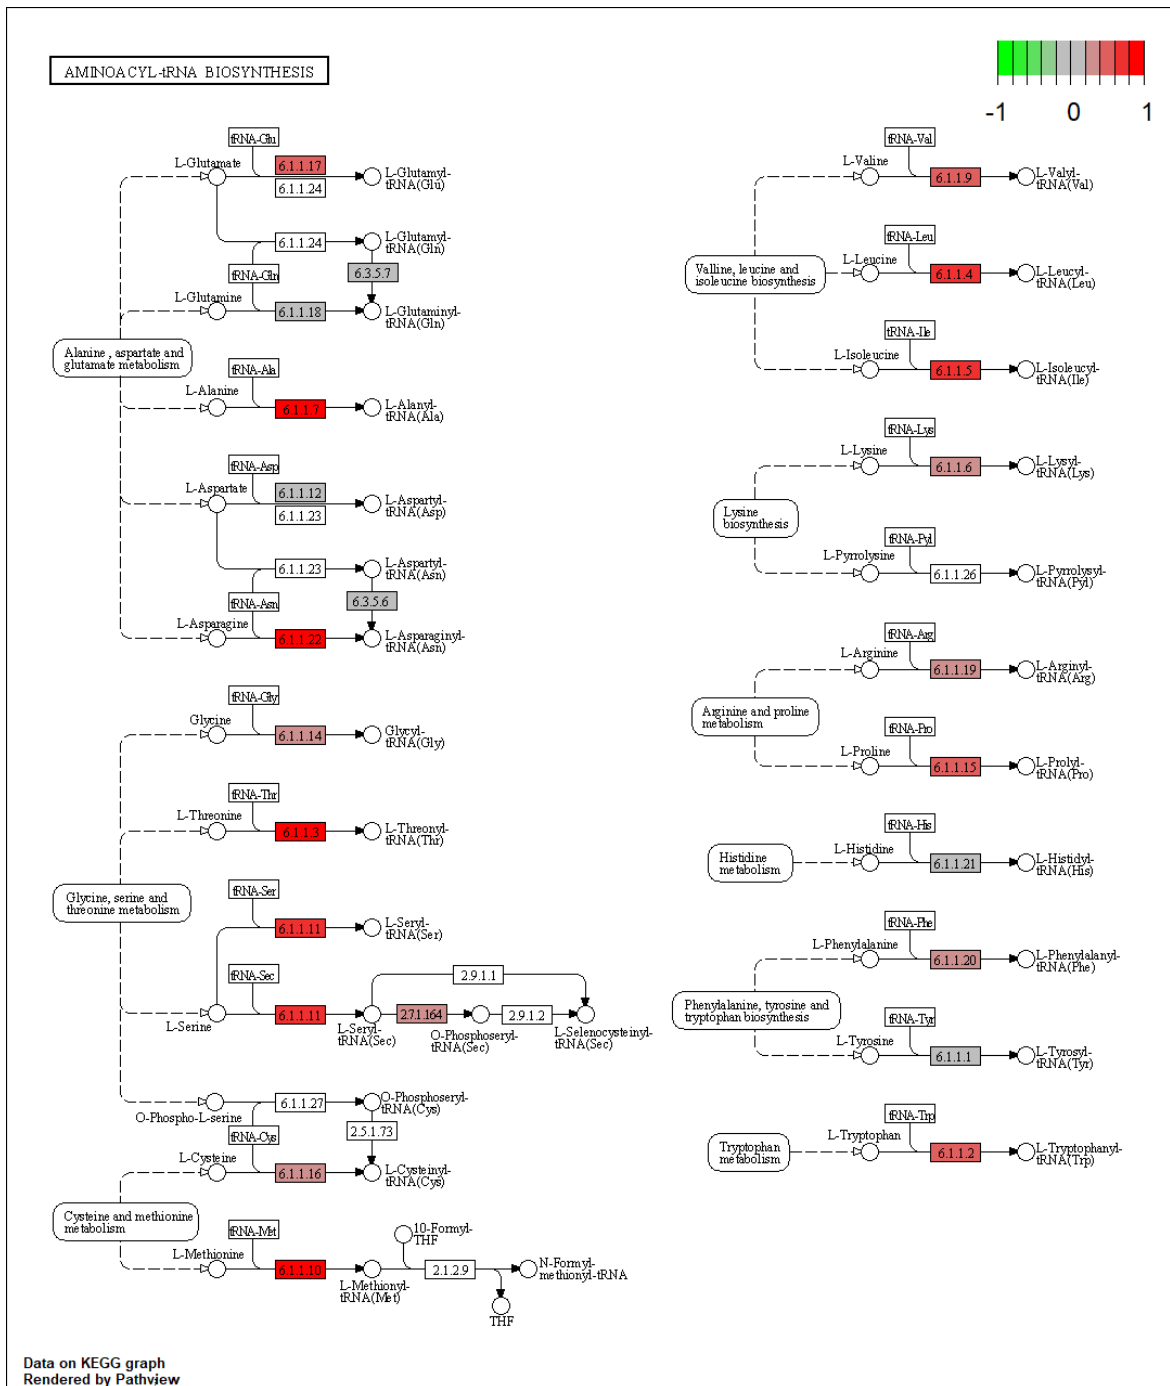 AMINOACYL-tRNA BIOSYNTHESIS
-1 0 1
tRNA-Glu
L-Glutamate
6.1.1.17
6.1.1.24
L-Glutamyl-
tRNA(Glu)
6.1.1.24
L-Glutamyl-
tRNA(Gln)
tRNA-Gln
6.3.5.7
L-Glutamine
6.1.1.18
L-Glutaminyl-
tRNA(Gln)
Alanine , aspartate and
glutamate metabolism
tRNA-Ala
L-Alanine
6.1.1.7
L-Alanyl-
tRNA(Ala)
tRNA-Asp
L-Aspartate
6.1.1.12
6.1.1.23
L-Aspartyl-
tRNA(Asp)
6.1.1.23
L-Aspartyl-
tRNA(Asn)
tRNA-Asn
6.3.5.6
L-Asparagine
6.1.1.22
L-Asparaginyl-
tRNA(Asn)
tRNA-Gly
Glycine
6.1.1.14
Glycyl-
tRNA(Gly)
tRNA-Thr
L-Threonine
6.1.1.3
L-Threonyl-
tRNA(Thr)
Glycine, serine and
threonine metabolism
tRNA-Ser
6.1.1.11
L-Seryl-
tRNA(Ser)
tRNA-Sec
L-Serine
6.1.1.11
L-Seryl-
tRNA(Sec)
2.9.1.1
2.7.1.164
O-Phosphoseryl-
tRNA(Sec)
2.9.1.2
L-Selenocysteinyl-
tRNA(Sec)
O-Phospho-L-serine
6.1.1.27
O-Phosphoseryl-
tRNA(Cys)
tRNA-Cys
2.5.1.73
L-Cysteine
6.1.1.16
L-Cysteinyl-
tRNA(Cys)
Cysteine and methionine
metabolism
tRNA-Met
L-Methionine
6.1.1.10
L-Methionyl-
tRNA(Met)
10-Formyl-
THF
2.1.2.9
N-Formyl-
methionyl-tRNA
THF
tRNA-Val
L-Valine
6.1.1.9
L-Valyl-
tRNA(Val)
tRNA-Leu
L-Leucine
6.1.1.4
L-Leucyl-
tRNA(Leu)
Valline, leucine and
isoleucine biosynthesis
tRNA-Ile
L-Isoleucine
6.1.1.5
L-Isoleucyl-
tRNA(Ile)
tRNA-Lys
L-Lysine
6.1.1.6
L-Lysyl-
tRNA(Lys)
Lysine
biosynthesis
tRNA-Pyl
L-Pyrrolysine
6.1.1.26
L-Pyrrolysyl-
tRNA(Pyl)
tRNA-Arg
L-Arginine
6.1.1.19
L-Arginyl-
tRNA(Arg)
Arginine and proline
metabolism
tRNA-Pro
L-Proline
6.1.1.15
L-Prolyl-
tRNA(Pro)
tRNA-His
L-Histidine
Histidine
metabolism
6.1.1.21
L-Histidyl-
tRNA(His)
tRNA-Phe
L-Phenylalanine
6.1.1.20
L-Phenylalanyl-
tRNA(Phe)
Phenylalanine, tyrosine and
tryptophan biosynthesis
tRNA-Tyr
L-Tyrosine
6.1.1.1
L-Tyrosyl-
tRNA(Tyr)
tRNA-Trp
L-Tryptophan
Tryptophan
metabolism
6.1.1.2
L-Tryptophanyl-
tRNA(Trp)
Data on KEGG graph
Rendered by Pathview